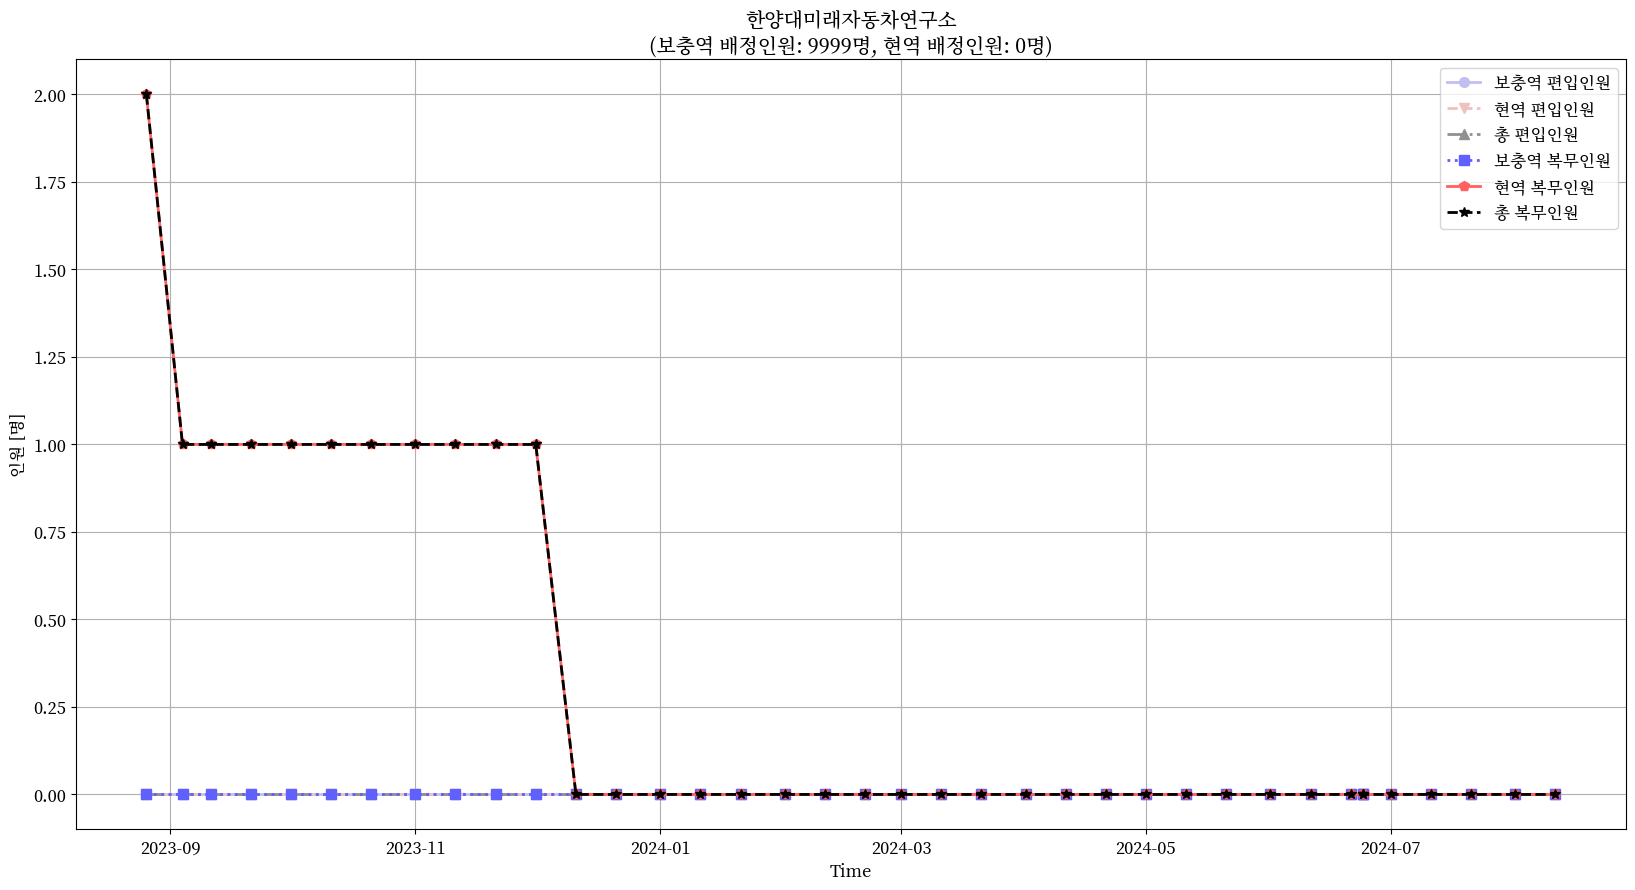 한양대미래자동차연구소
(보충역 배정인원: 9999명, 현역 배정인원: 0명)
보충역 편입인원
현역 편입인원
총 편입인원
보충역 복무인원
현역 복무인원
총 복무인원
인원 [명]
2.00
1.75
1.50
1.25
1.00
0.75
0.50
0.25
0.00
2023-09
2023-11
2024-01
2024-03
2024-05
2024-07
Time